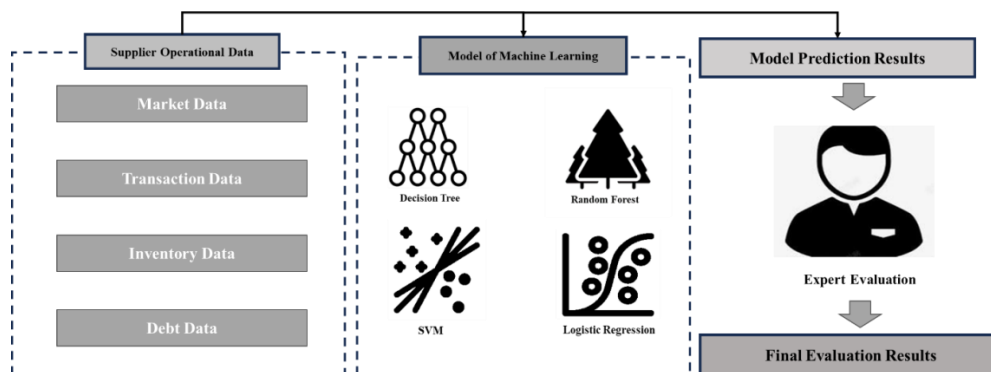 Supplier Operational Data
Market Data
Transaction Data
Inventory Data
Debt Data
Model of Machine Learning
Decision Tree
Random Forest
SVM
Logistic Regression
Model Prediction Results
Expert Evaluation
Final Evaluation Results